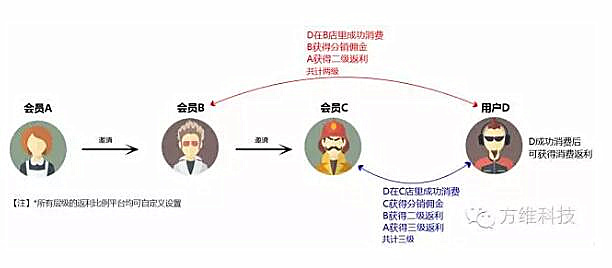 D在B店里成功消费
B获得分销佣金
A获得二级返利
共计两级
会员A
会员B
会员C
用户D
邀请
邀请
D成功消费后
可获得消费返利
D在C店里成功消费
C获得分销佣金
B获得二级返利
A获得三级返利
共计三级
【注】*所有层级的返利比例平台均可自定义设置
方维科技